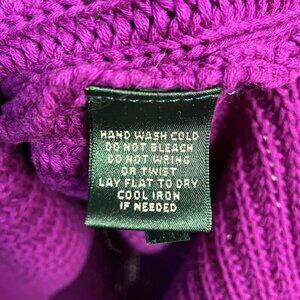 HAND WASH COLD
DO NOT BLEACH
DO NOT WRING
OR TWIST
LAY FLAT TO DRY
COOL IRON
IF NEEDED